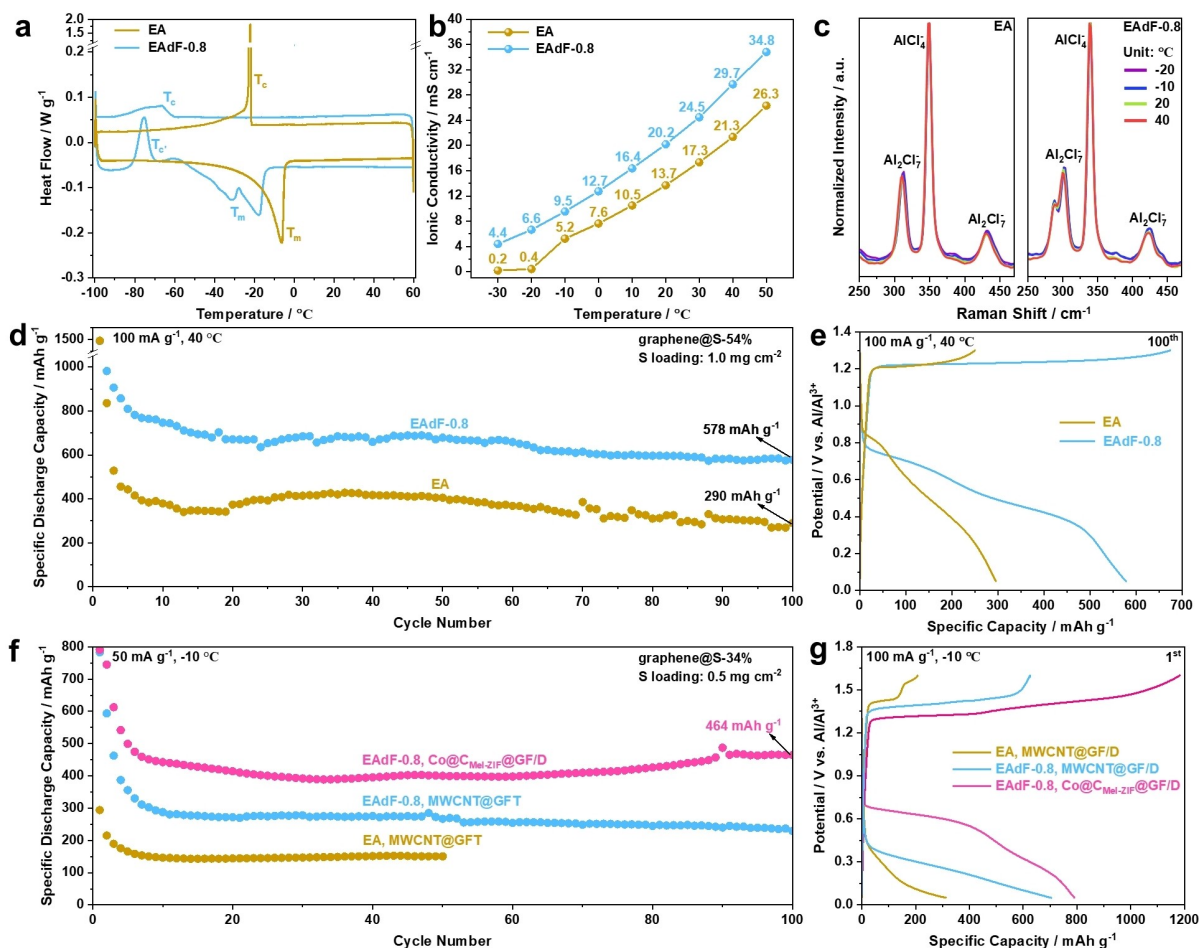 a
EA
EAdF-0.8
2.0
1.5
0.2
0.1
0.0
-0.1
-0.2
-0.3
Heat Flow / W g⁻¹
Tc
Tc
Tc'
Tm
Tm
-100 -80 -60 -40 -20 0 20 40 60
Temperature / °C
b
EA
EAdF-0.8
40
36
32
28
24
20
16
12
8
4
0
Ionic Conductivity / mS cm⁻¹
4.4 6.6 9.5 12.7 16.4 20.2 24.5 29.7 34.8
0.2 0.4 5.2 7.6 10.5 13.7 17.3 21.3 26.3
-30 -20 -10 0 10 20 30 40 50
Temperature / °C
c
EA
EAdF-0.8
AlCl₄⁻
AlCl₄⁻
Unit: °C
-20
-10
20
40
Al₂Cl₇⁻
Al₂Cl₇⁻
Al₂Cl₇⁻
Al₂Cl₇⁻
Normalized Intensity / a.u.
250 350 450 250 350 450
Raman Shift / cm⁻¹
d
100 mA g⁻¹, 40 °C
graphene@S-54%
S loading: 1.0 mg cm⁻²
1500
1000
800
600
400
200
0
Specific Discharge Capacity / mAh g⁻¹
EAdF-0.8
578 mAh g⁻¹
EA
290 mAh g⁻¹
0 10 20 30 40 50 60 70 80 90 100
Cycle Number
e
100 mA g⁻¹, 40 °C
100ᵗʰ
1.4
1.2
1.0
0.8
0.6
0.4
0.2
0.0
Potential / V vs. Al/Al³⁺
EA
EAdF-0.8
0 100 200 300 400 500 600 700
Specific Capacity / mAh g⁻¹
f
50 mA g⁻¹, -10 °C
graphene@S-34%
S loading: 0.5 mg cm⁻²
800
700
600
500
400
300
200
100
0
Specific Discharge Capacity / mAh g⁻¹
464 mAh g⁻¹
EAdF-0.8, Co@C_Mel-ZIF@GF/D
EAdF-0.8, MWCNT@GFT
EA, MWCNT@GFT
0 10 20 30 40 50 60 70 80 90 100
Cycle Number
g
100 mA g⁻¹, -10 °C
1ˢᵗ
1.8
1.5
1.2
0.9
0.6
0.3
0.0
Potential / V vs. Al/Al³⁺
EA, MWCNT@GF/D
EAdF-0.8, MWCNT@GF/D
EAdF-0.8, Co@C_Mel-ZIF@GF/D
0 200 400 600 800 1000 1200
Specific Capacity / mAh g⁻¹